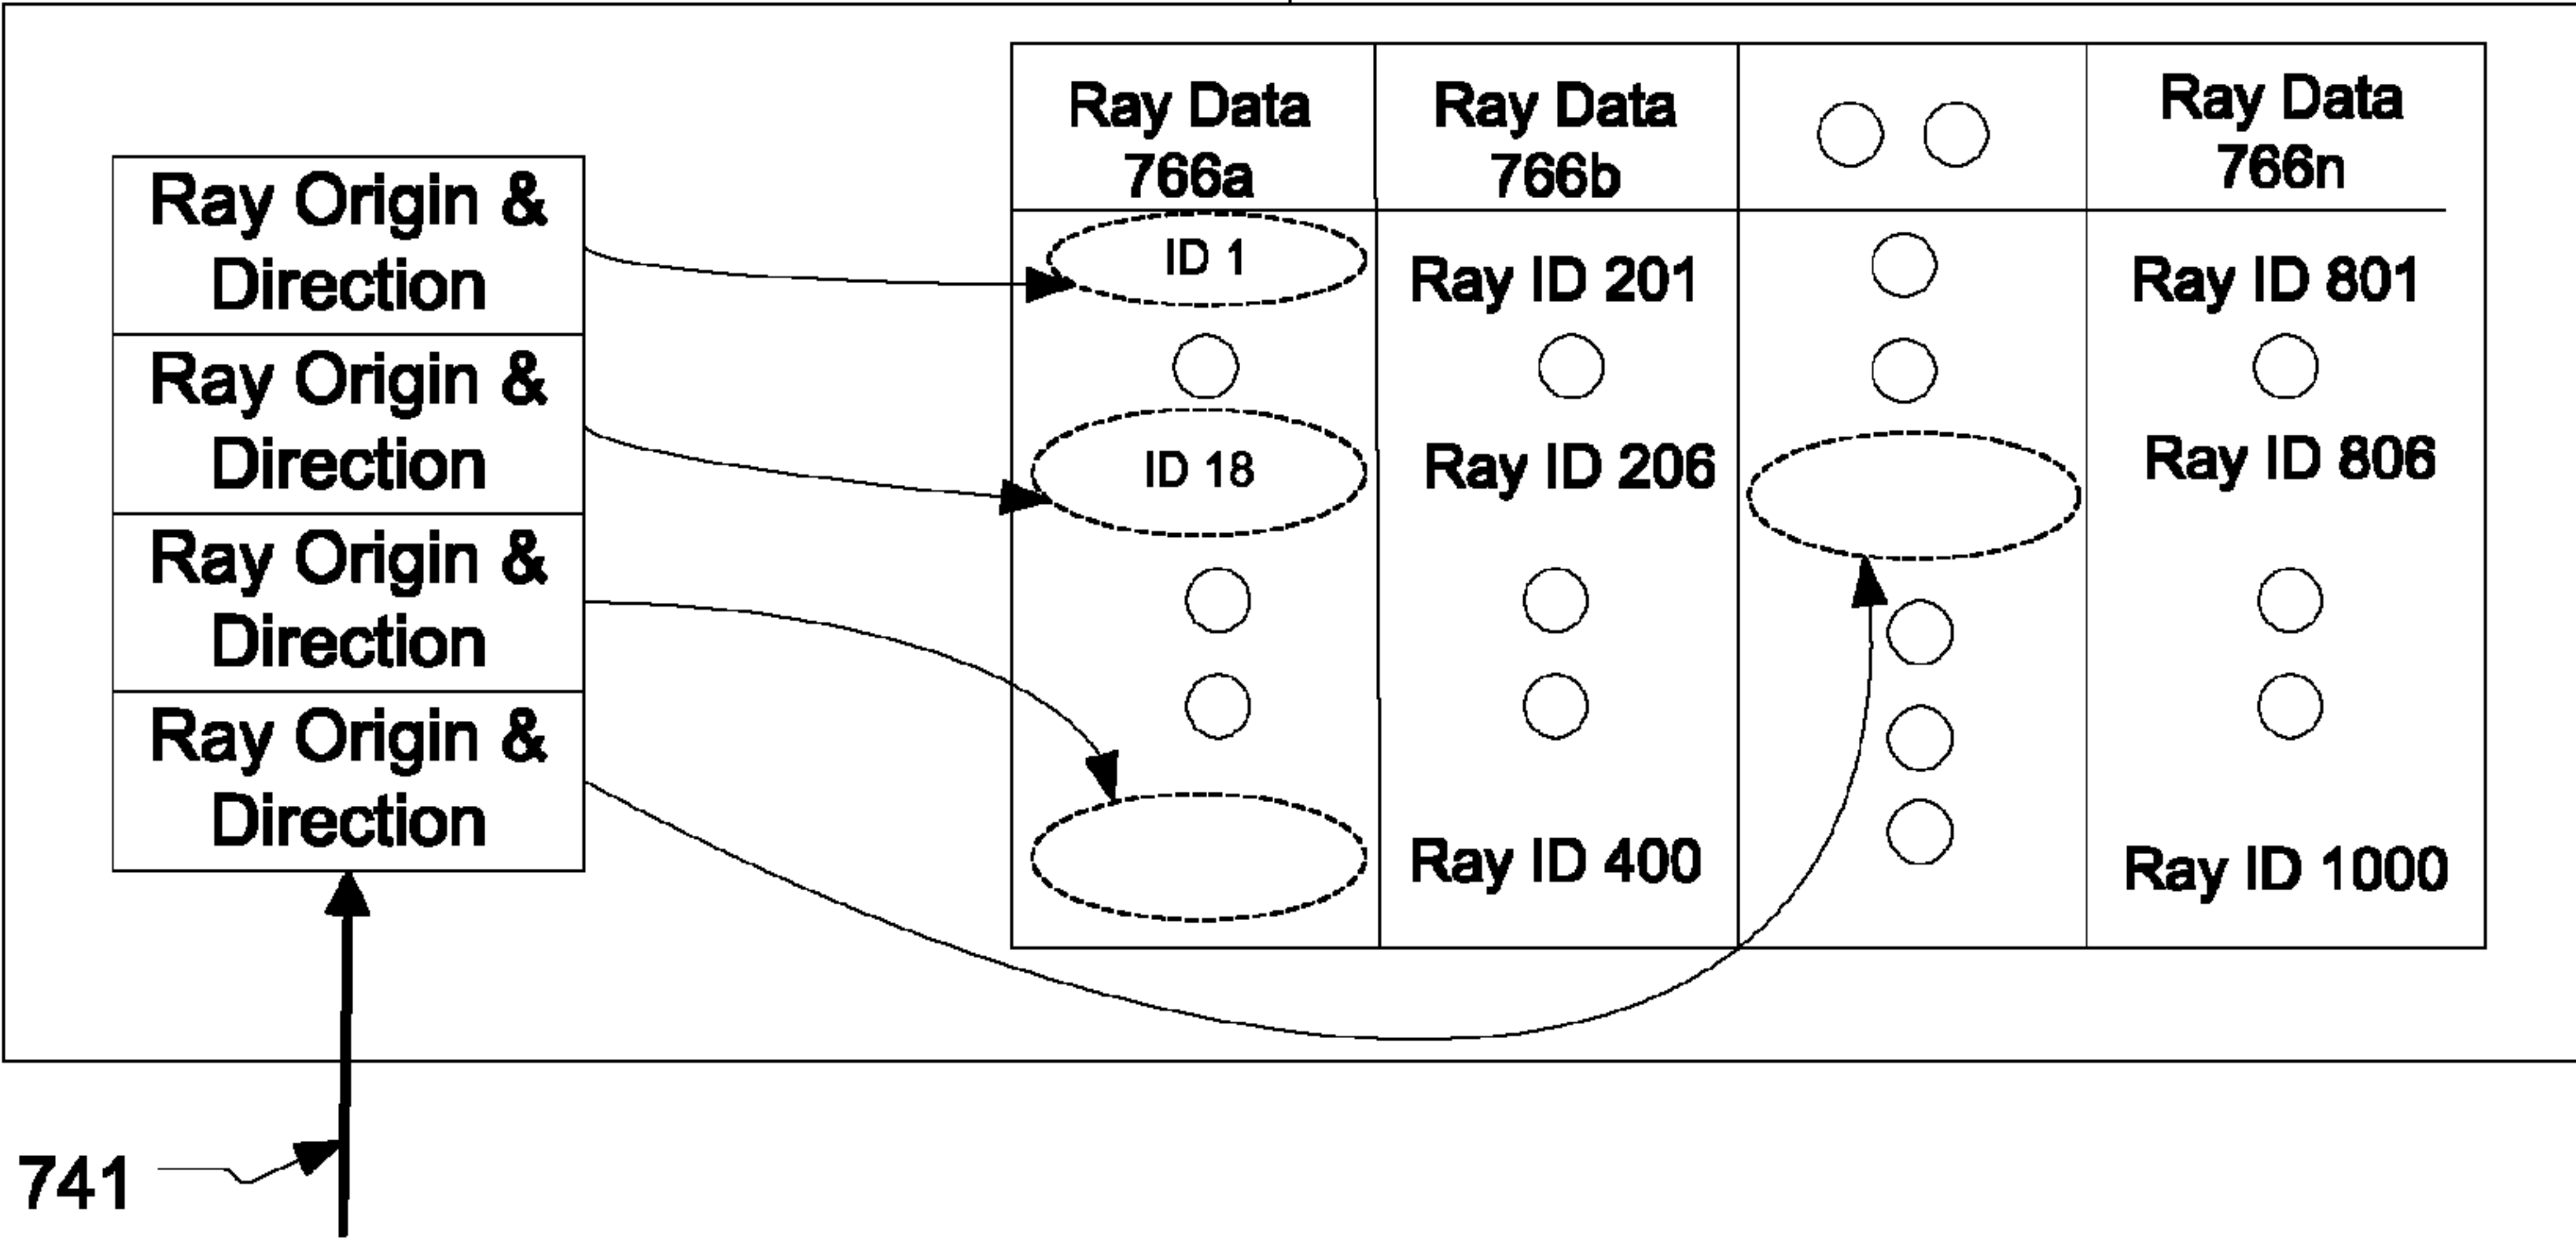 Ray Origin &
Direction
Ray Origin &
Direction
Ray Origin &
Direction
Ray Origin &
Direction
741
Ray Data
766a
ID 1
ID 18
Ray Data
766b
Ray ID 201
Ray ID 206
Ray ID 400
Ray Data
766n
Ray ID 801
Ray ID 806
Ray ID 1000